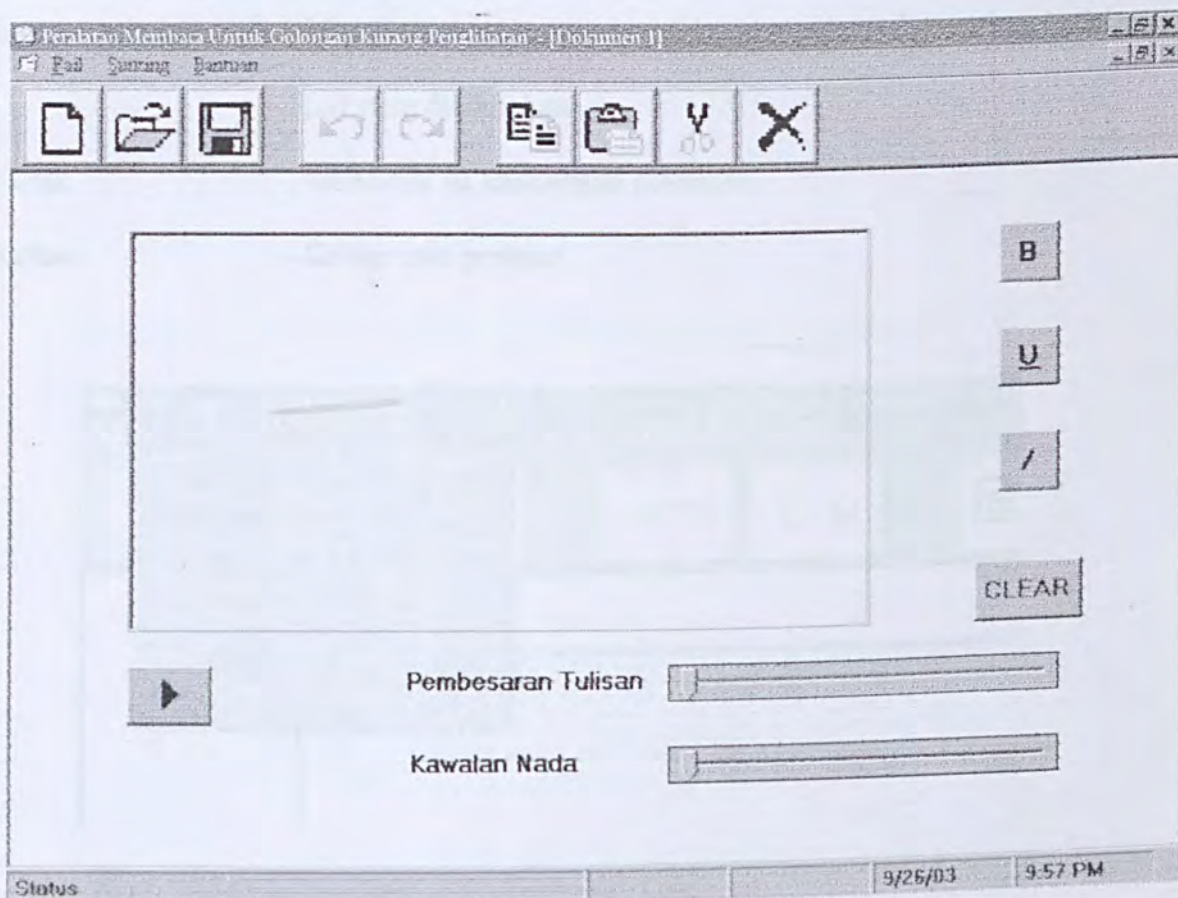 Peralatan Membaca Untuk Golongan Kurang Penglihatan - [Dokumen 1]
Fail Sunting Bantuan
B
U
I
CLEAR
Pembesaran Tulisan
Kawalan Nada
Status 9/26/03 9:57 PM